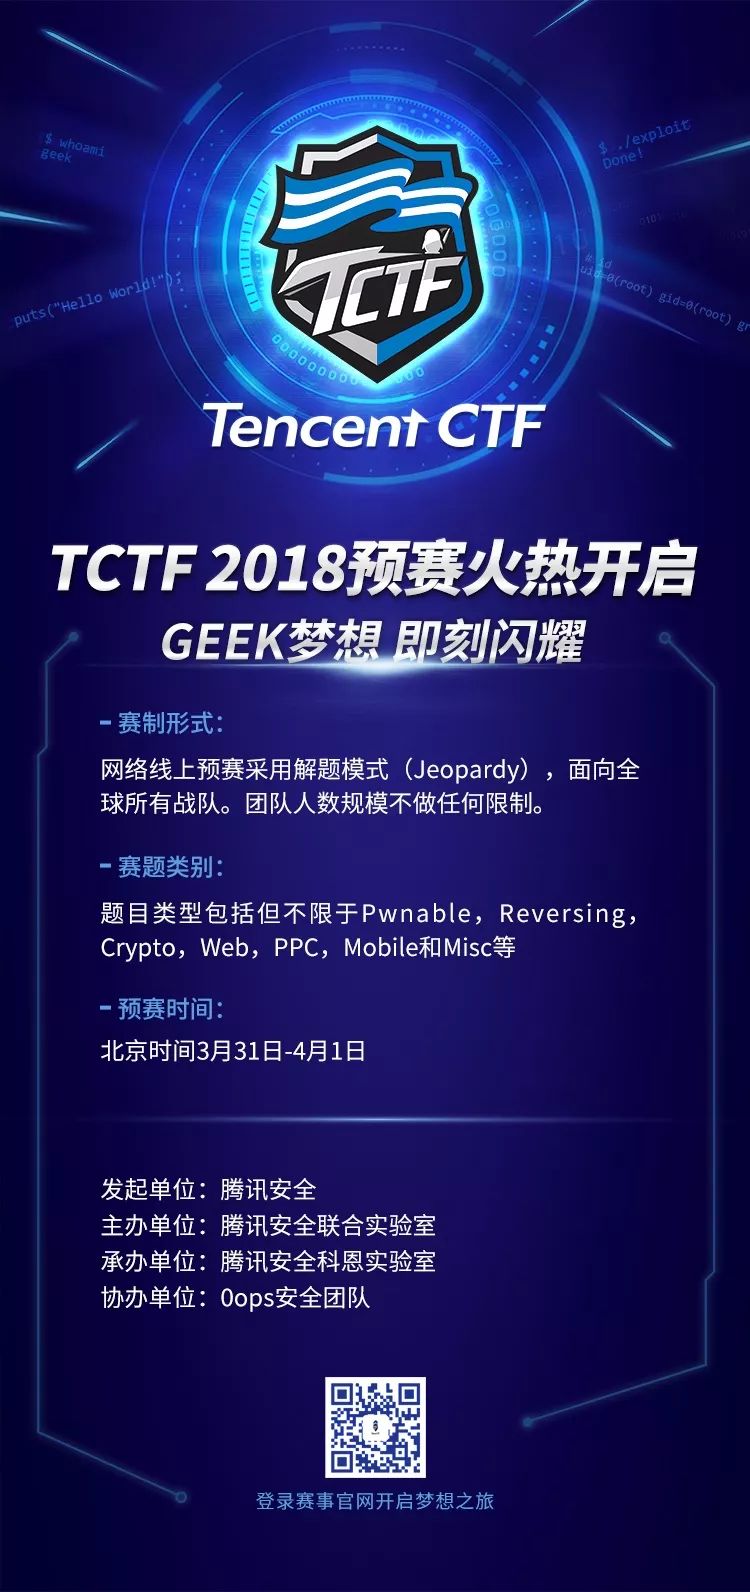 $ whoami
geek
$ ./exploit
Done!
TCTF
# id
uid=0(root) gid=0(root) gr
puts("Hello World!");
Tencent CTF
TCTF 2018预赛火热开启
GEEK梦想 即刻闪耀
- 赛制形式：
网络线上预赛采用解题模式（Jeopardy），面向全
球所有战队。团队人数规模不做任何限制。
- 赛题类别：
题目类型包括但不限于Pwnable，Reversing，
Crypto，Web，PPC，Mobile和Misc等
- 预赛时间：
北京时间3月31日-4月1日
发起单位：腾讯安全
主办单位：腾讯安全联合实验室
承办单位：腾讯安全科恩实验室
协办单位：0ops安全团队
登录赛事官网开启梦想之旅